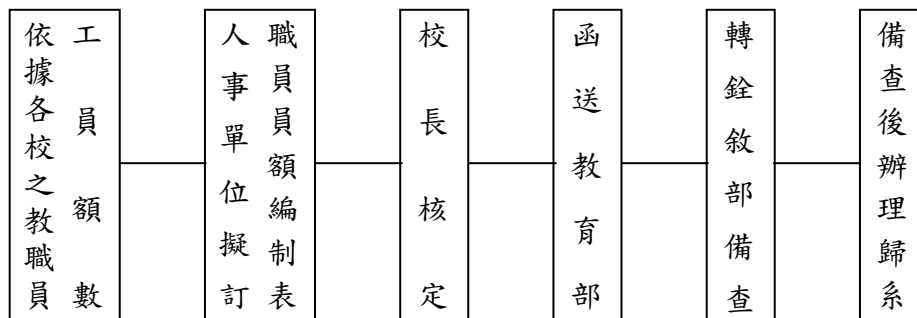 依據各校之教職員
工員額數
人事單位擬訂
職員員額編制表
校長核定
函送教育部
轉銓敘部備查
備查後辦理歸系